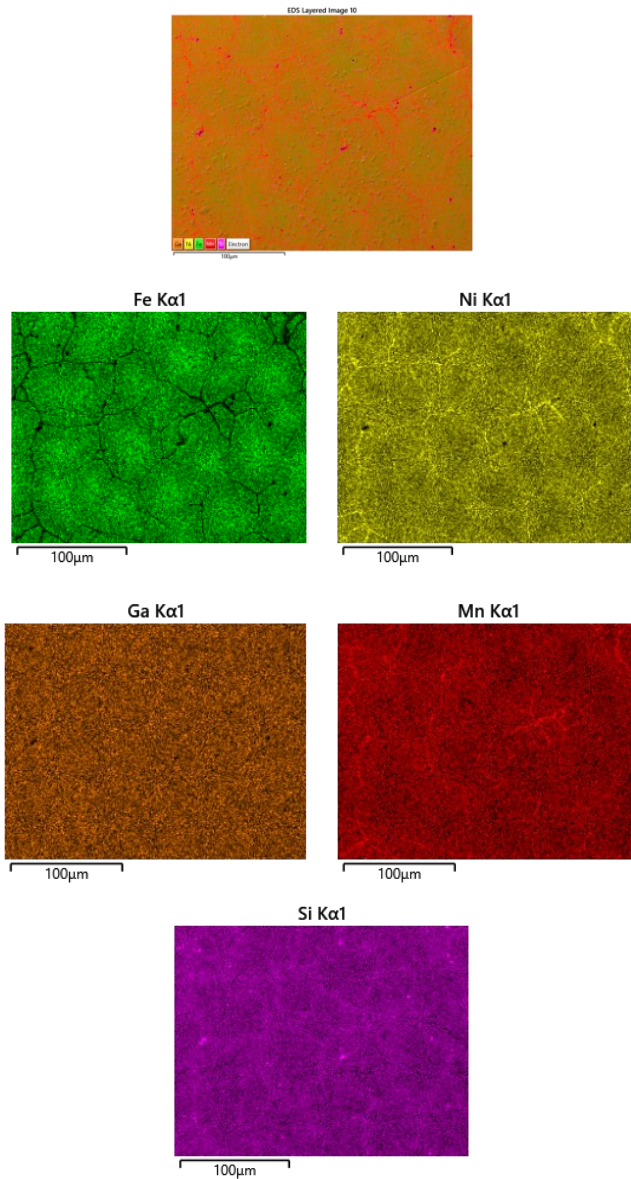 EDS Layered Image 10
Ga Ni Fe Mn Si Electron
100μm
Fe Kα1
Ni Kα1
100μm
100μm
Ga Kα1
Mn Kα1
100μm
100μm
Si Kα1
100μm